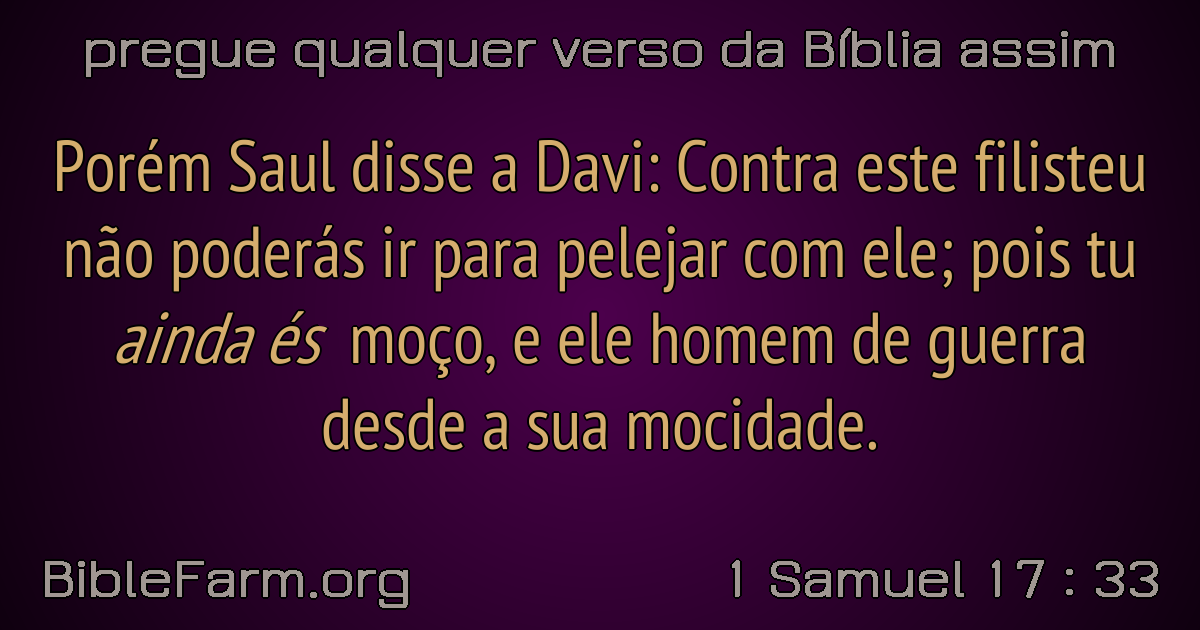 pregue qualquer verso da Bíblia assim
Porém Saul disse a Davi: Contra este filisteu
não poderás ir para pelejar com ele; pois tu
ainda és moço, e ele homem de guerra
desde a sua mocidade.
BibleFarm.org
1 Samuel 17 : 33